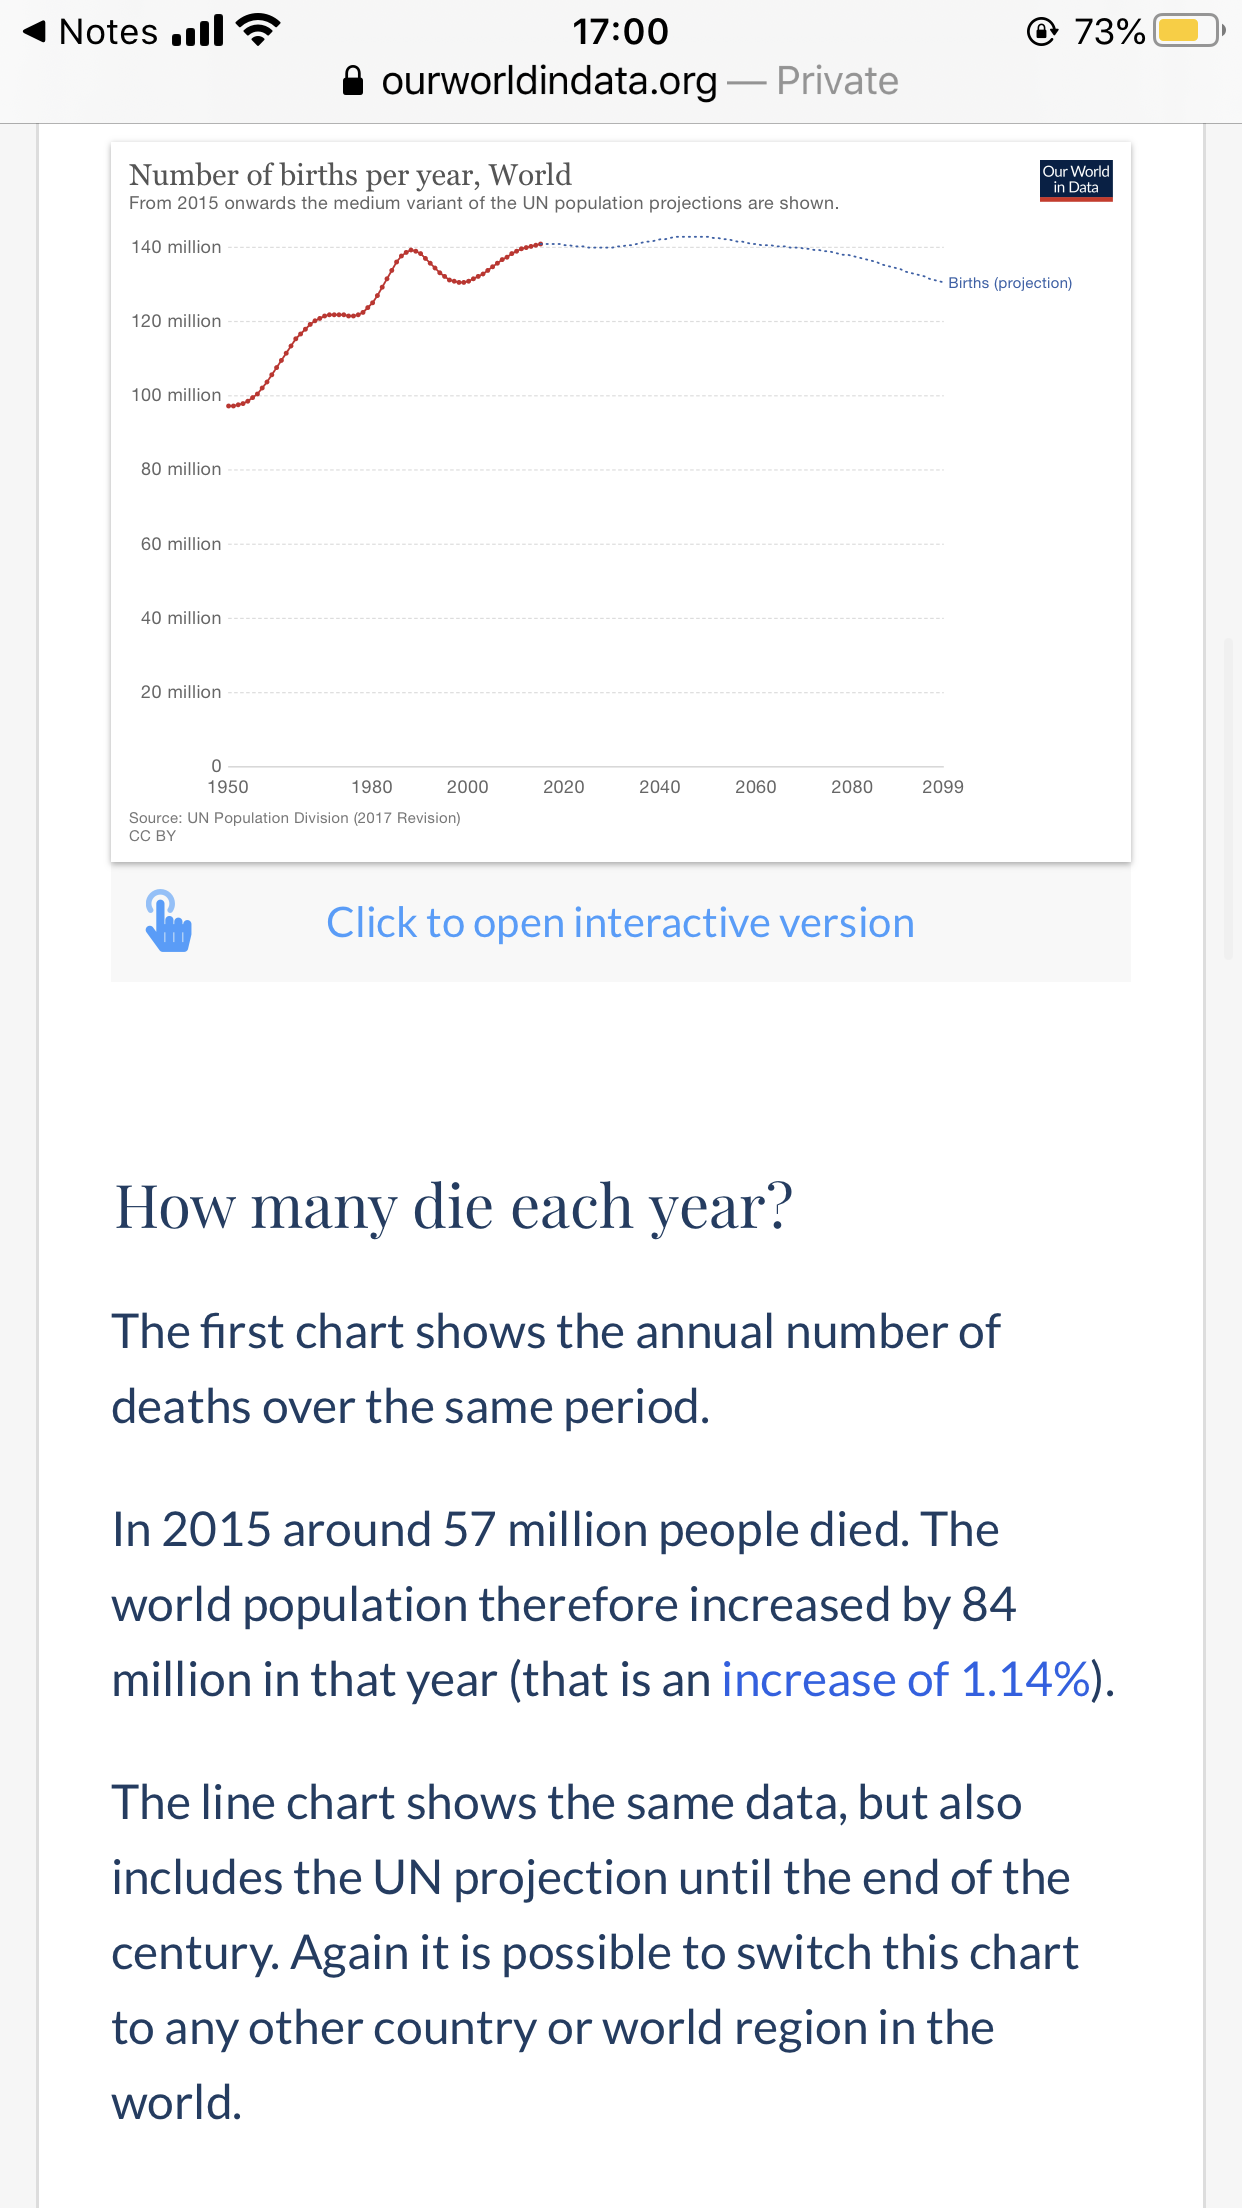 Notes 17:00 73%
ourworldindata.org — Private
Number of births per year, World
From 2015 onwards the medium variant of the UN population projections are shown.
Our World
in Data
140 million
Births (projection)
120 million
100 million
80 million
60 million
40 million
20 million
0
1950 1980 2000 2020 2040 2060 2080 2099
Source: UN Population Division (2017 Revision)
CC BY
Click to open interactive version
How many die each year?
The first chart shows the annual number of
deaths over the same period.
In 2015 around 57 million people died. The
world population therefore increased by 84
million in that year (that is an increase of 1.14%).
The line chart shows the same data, but also
includes the UN projection until the end of the
century. Again it is possible to switch this chart
to any other country or world region in the
world.